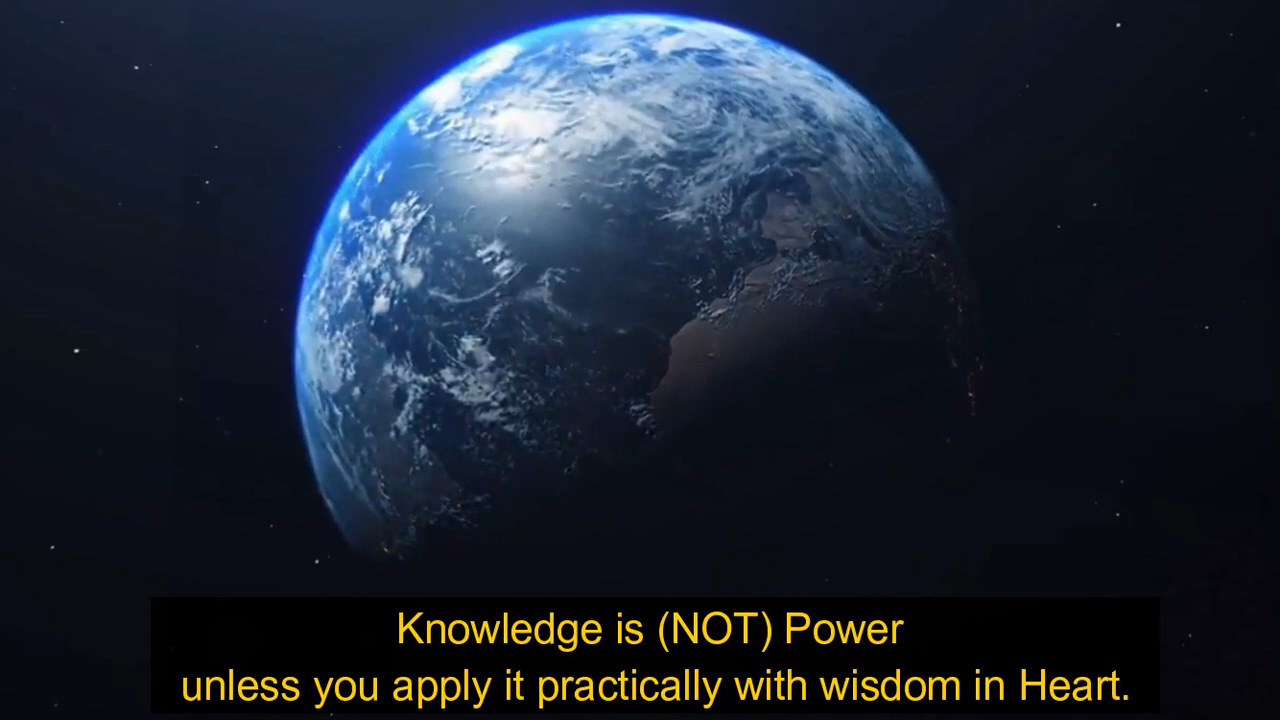 Knowledge is (NOT) Power
unless you apply it practically with wisdom in Heart.